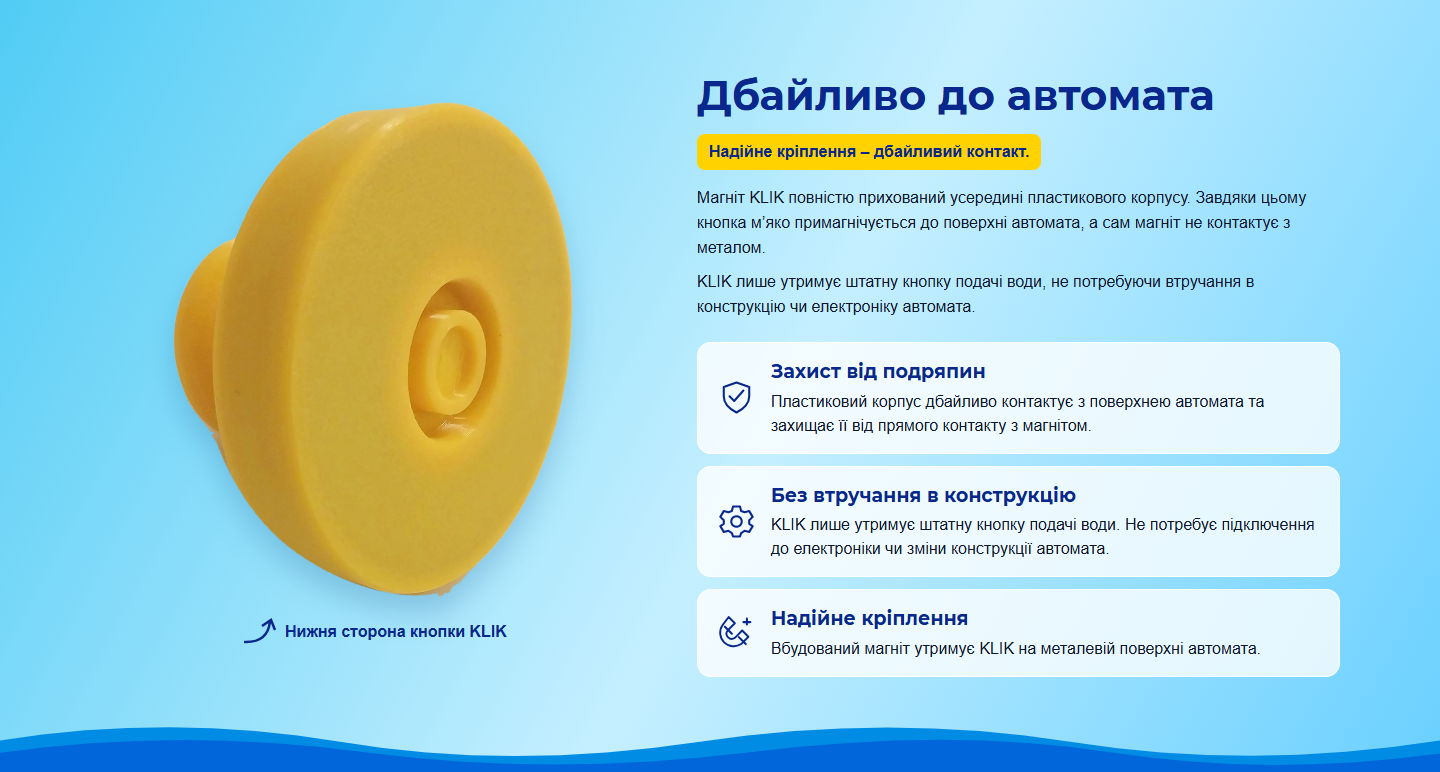 Дбайливо до автомата
Надійне кріплення – дбайливий контакт.
Магніт KLIK повністю прихований усередині пластикового корпусу. Завдяки цьому
кнопка м’яко примагнічується до поверхні автомата, а сам магніт не контактує з
металом.
KLIK лише утримує штатну кнопку подачі води, не потребуючи втручання в
конструкцію чи електроніку автомата.
Захист від подряпин
Пластиковий корпус дбайливо контактує з поверхнею автомата та
захищає її від прямого контакту з магнітом.
Без втручання в конструкцію
KLIK лише утримує штатну кнопку подачі води. Не потребує підключення
до електроніки чи зміни конструкції автомата.
Надійне кріплення
Вбудований магніт утримує KLIK на металевій поверхні автомата.
Нижня сторона кнопки KLIK